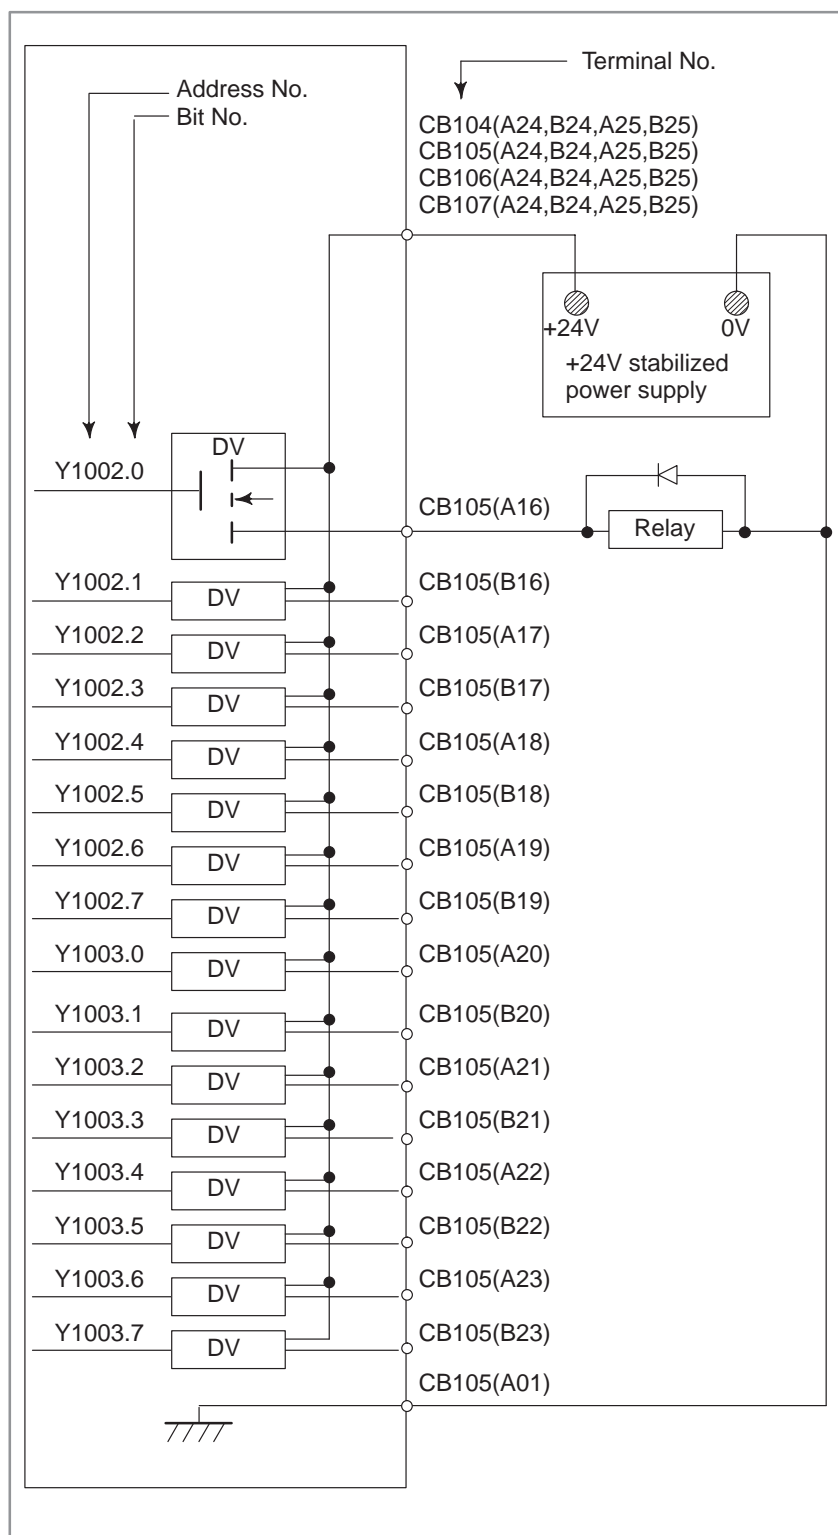 Terminal No.
Address No.
Bit No.
CB104(A24,B24,A25,B25)
CB105(A24,B24,A25,B25)
CB106(A24,B24,A25,B25)
CB107(A24,B24,A25,B25)
+24V 0V
+24V stabilized
power supply
DV
Y1002.0
CB105(A16)
Relay
Y1002.1 DV CB105(B16)
Y1002.2 DV CB105(A17)
Y1002.3 DV CB105(B17)
Y1002.4 DV CB105(A18)
Y1002.5 DV CB105(B18)
Y1002.6 DV CB105(A19)
Y1002.7 DV CB105(B19)
Y1003.0 DV CB105(A20)
Y1003.1 DV CB105(B20)
Y1003.2 DV CB105(A21)
Y1003.3 DV CB105(B21)
Y1003.4 DV CB105(A22)
Y1003.5 DV CB105(B22)
Y1003.6 DV CB105(A23)
Y1003.7 DV CB105(B23)
CB105(A01)